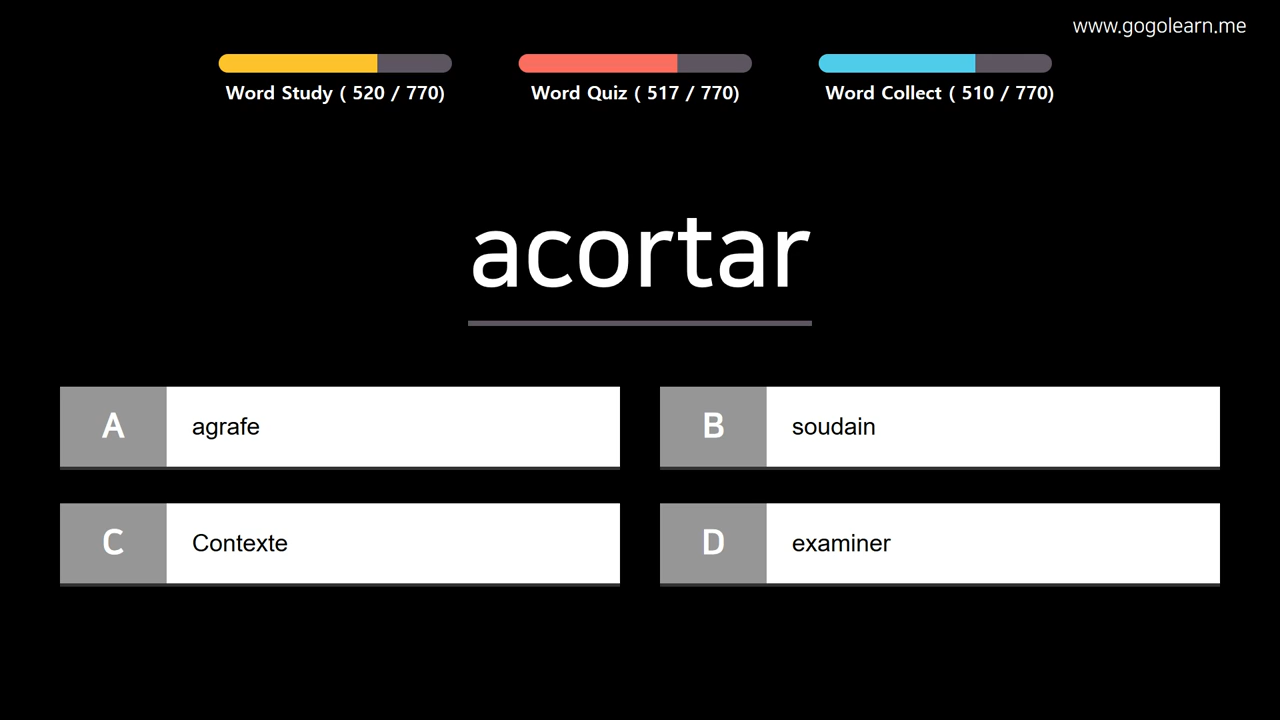 www.gogolearn.me
Word Study ( 520 / 770)
Word Quiz ( 517 / 770)
Word Collect ( 510 / 770)
acortar
A agrafe
B soudain
C Contexte
D examiner